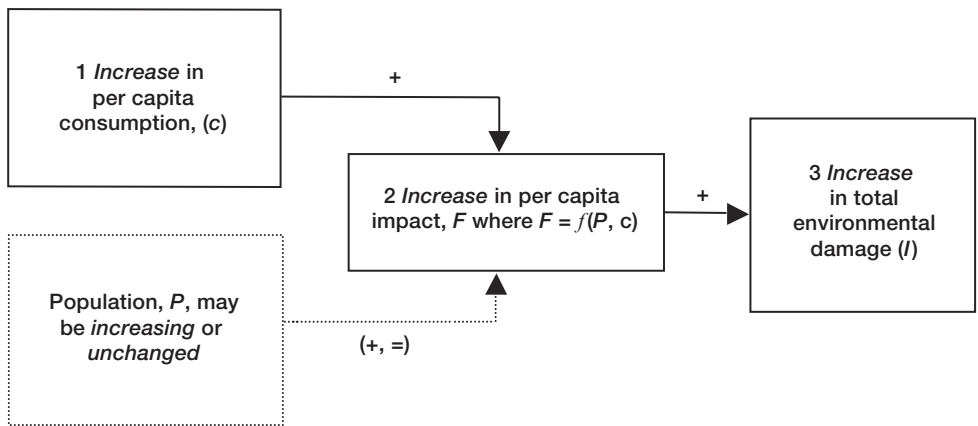 1 Increase in
per capita
consumption, (c)
+
2 Increase in per capita
impact, F where F = f(P, c)
+
3 Increase
in total
environmental
damage (I)
Population, P, may
be increasing or
unchanged
(+, =)